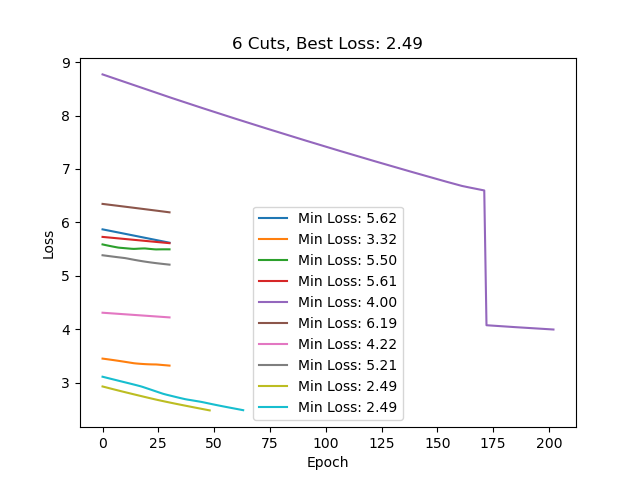 6 Cuts, Best Loss: 2.49
9
8
7
6
5
4
3
Loss
Min Loss: 5.62
Min Loss: 3.32
Min Loss: 5.50
Min Loss: 5.61
Min Loss: 4.00
Min Loss: 6.19
Min Loss: 4.22
Min Loss: 5.21
Min Loss: 2.49
Min Loss: 2.49
0 25 50 75 100 125 150 175 200
Epoch